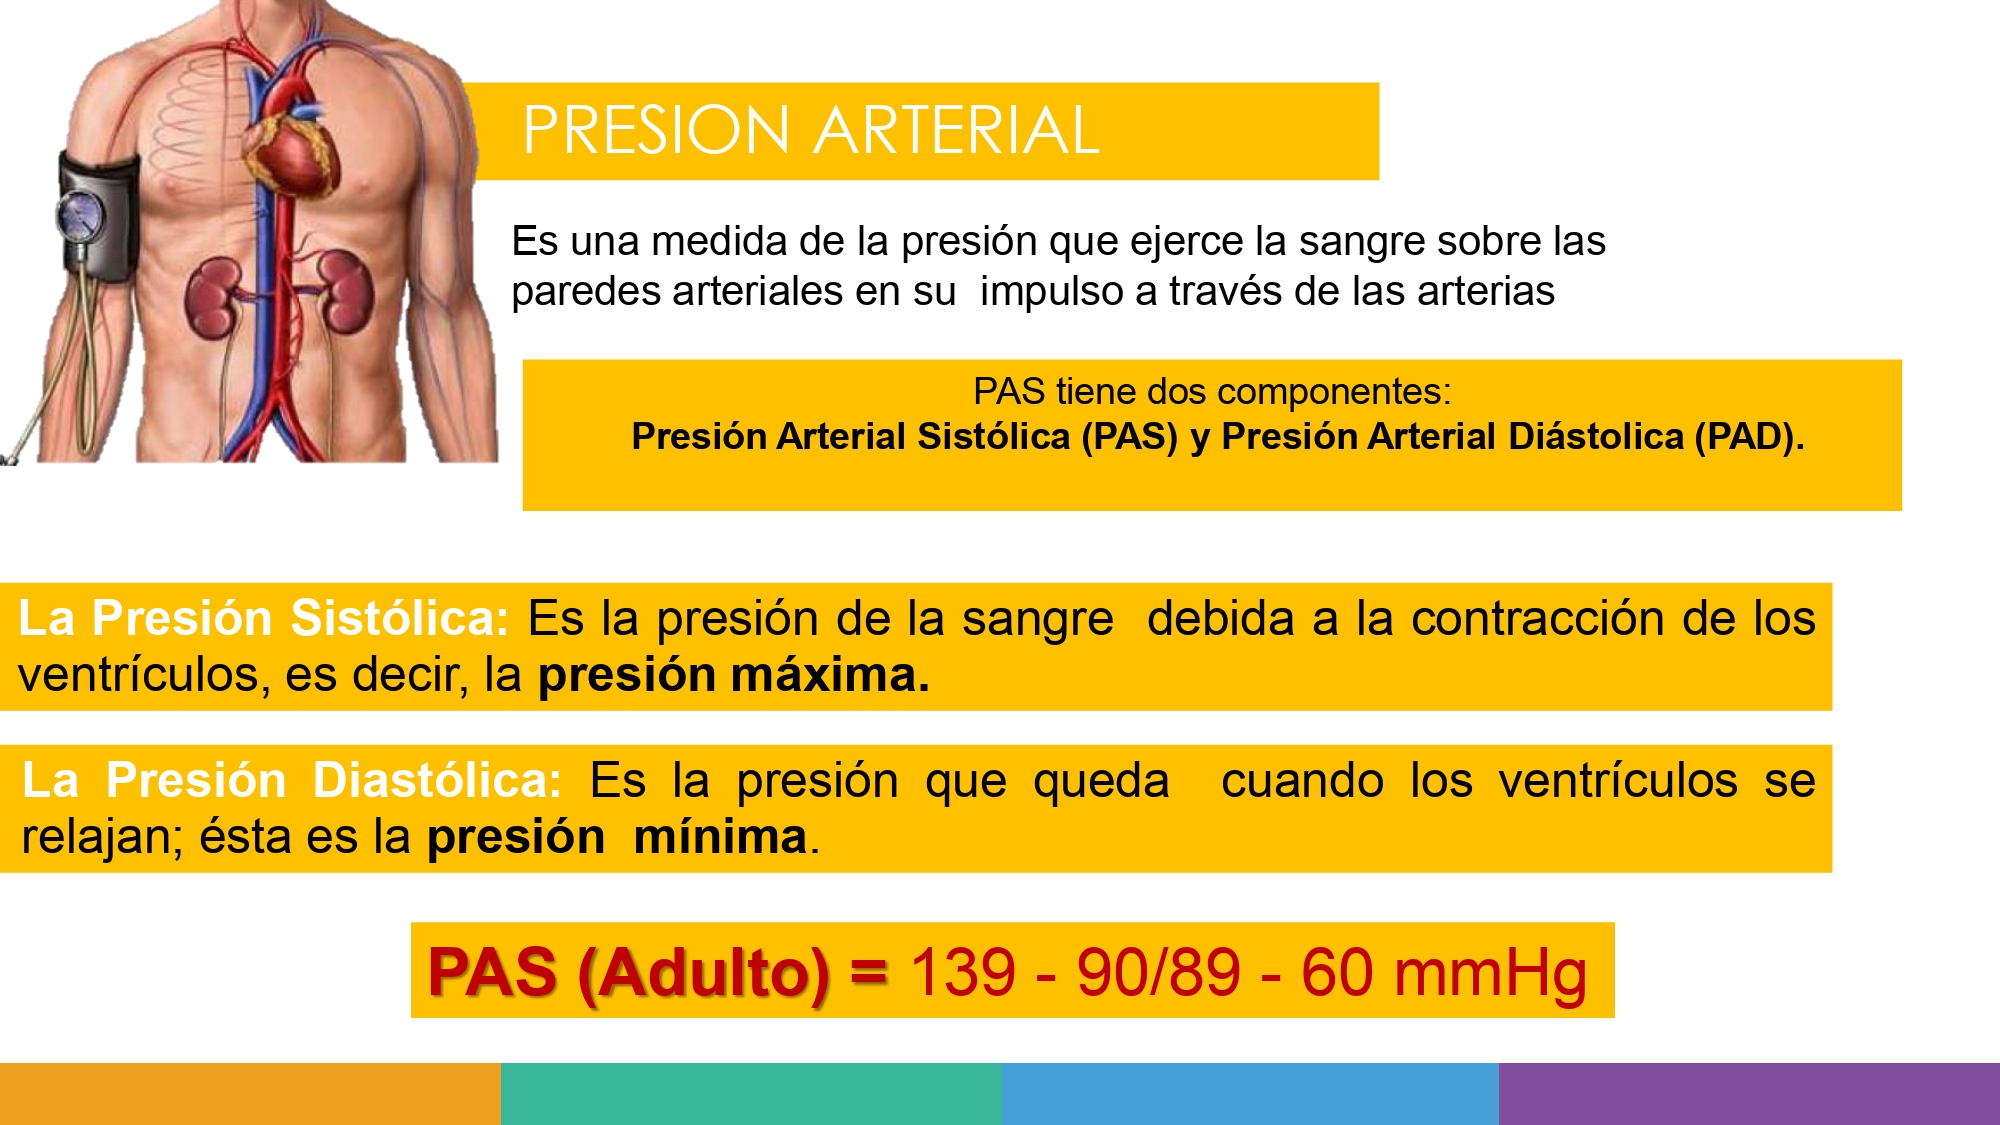 PRESION ARTERIAL
Es una medida de la presión que ejerce la sangre sobre las
paredes arteriales en su  impulso a través de las arterias
PAS tiene dos componentes:
Presión Arterial Sistólica (PAS) y Presión Arterial Diástolica (PAD).
La Presión Sistólica: Es la presión de la sangre  debida a la contracción de los
ventrículos, es decir, la presión máxima.
La Presión Diastólica: Es la presión que queda  cuando los ventrículos se
relajan; ésta es la presión  mínima.
PAS (Adulto) = 139 - 90/89 - 60 mmHg